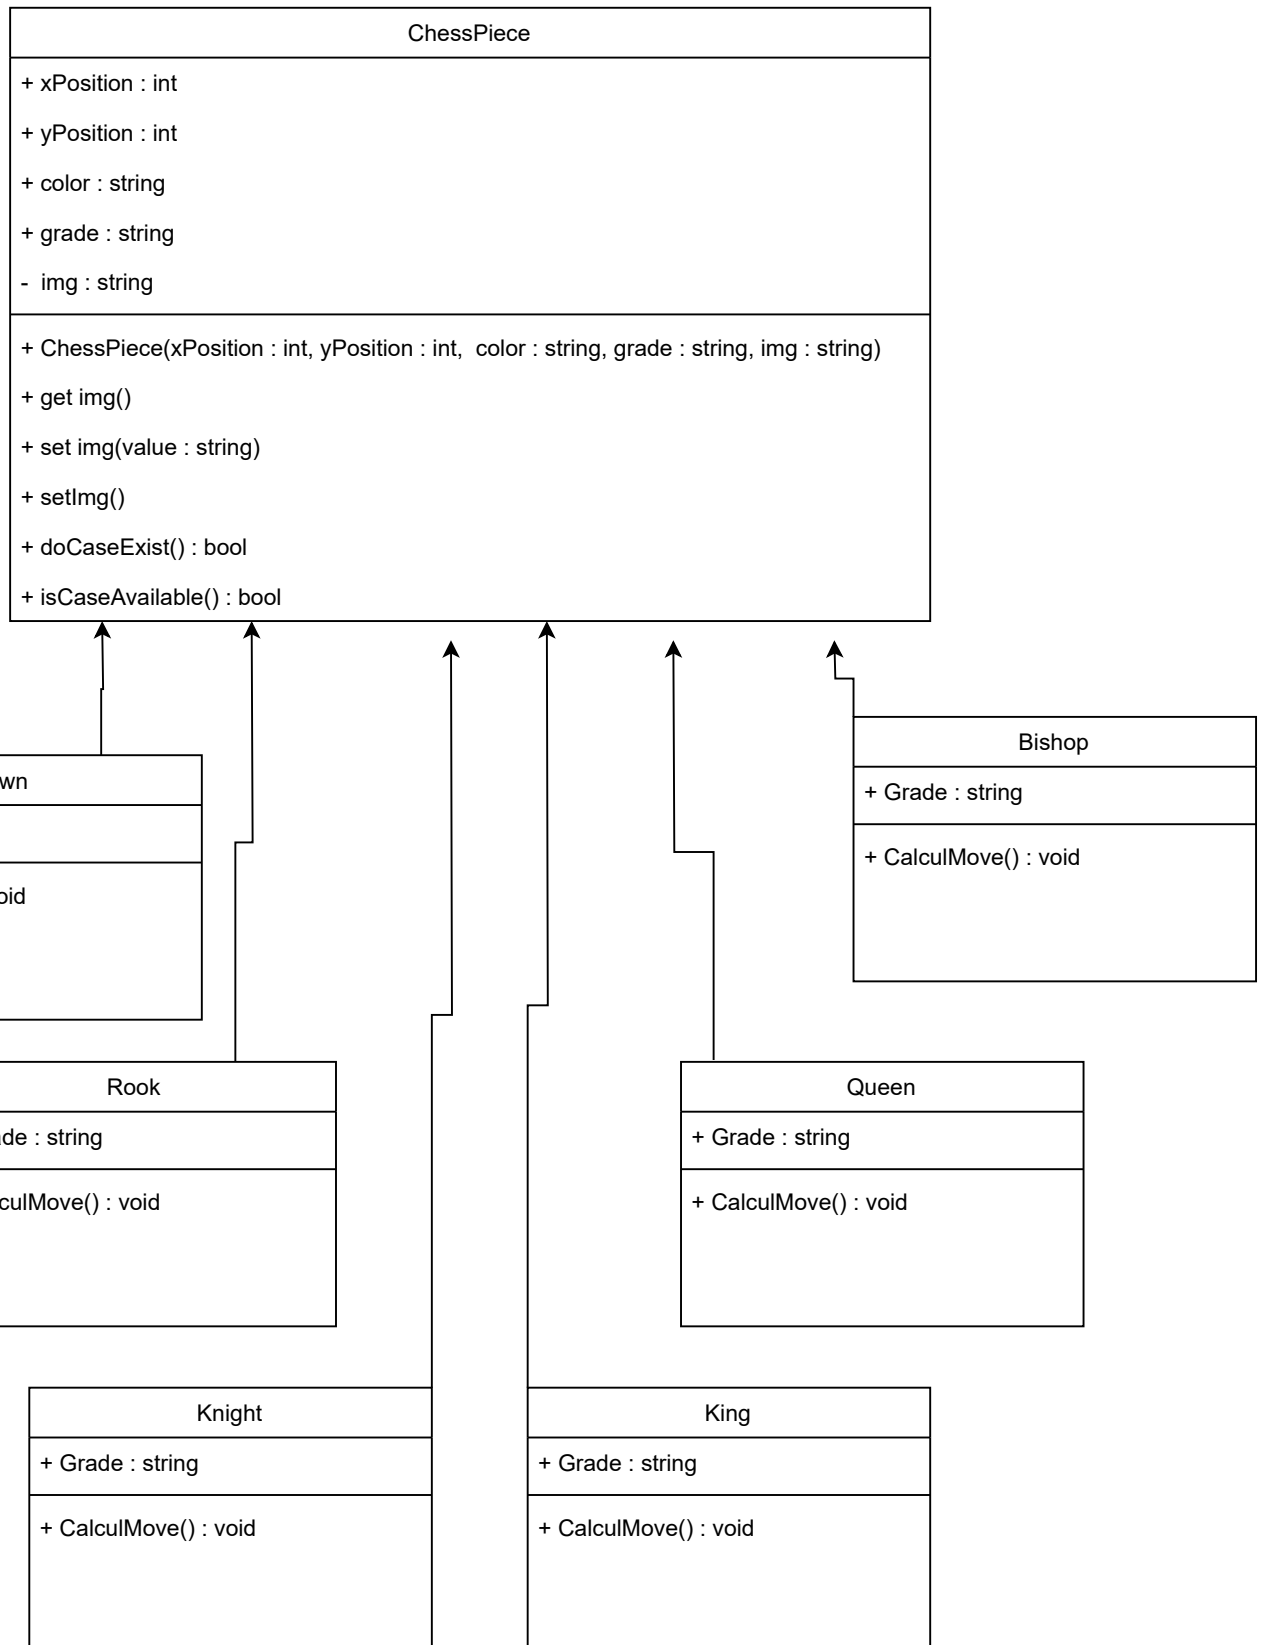 ChessPiece
+ xPosition : int
+ yPosition : int
+ color : string
+ grade : string
- img : string
+ ChessPiece(xPosition : int, yPosition : int, color : string, grade : string, img : string)
+ get img()
+ set img(value : string)
+ setImg()
+ doCaseExist() : bool
+ isCaseAvailable() : bool
Bishop
+ Grade : string
+ CalculMove() : void
wn
oid
Rook
de : string
culMove() : void
Queen
+ Grade : string
+ CalculMove() : void
Knight
+ Grade : string
+ CalculMove() : void
King
+ Grade : string
+ CalculMove() : void